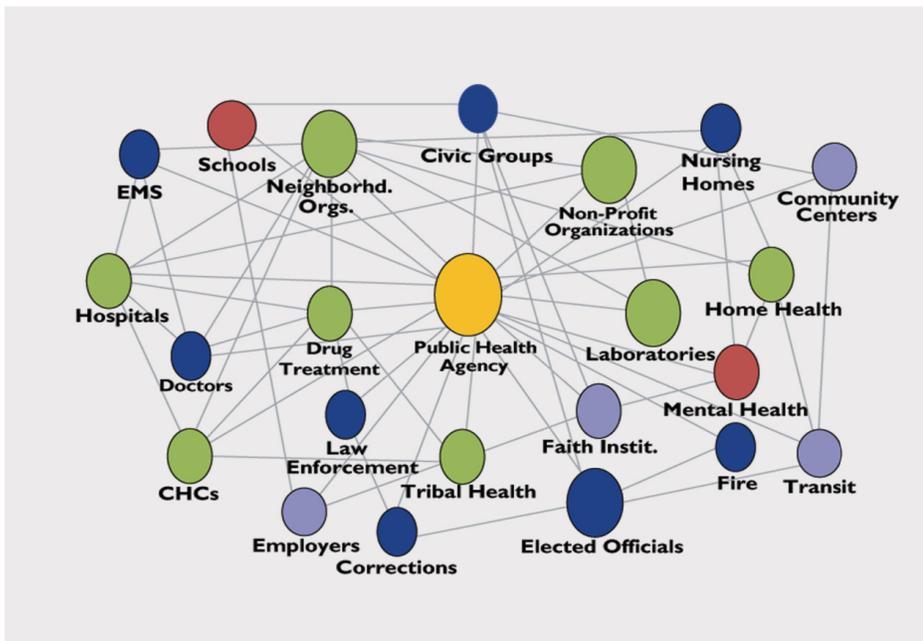 Civic Groups
Schools
Nursing
Homes
EMS
Neighborhd.
Orgs.
Community
Centers
Non-Profit
Organizations
Hospitals
Home Health
Public Health
Agency
Drug
Treatment
Laboratories
Doctors
Mental Health
Law
Enforcement
Faith Instit.
CHCs
Tribal Health
Fire
Transit
Employers
Elected Officials
Corrections